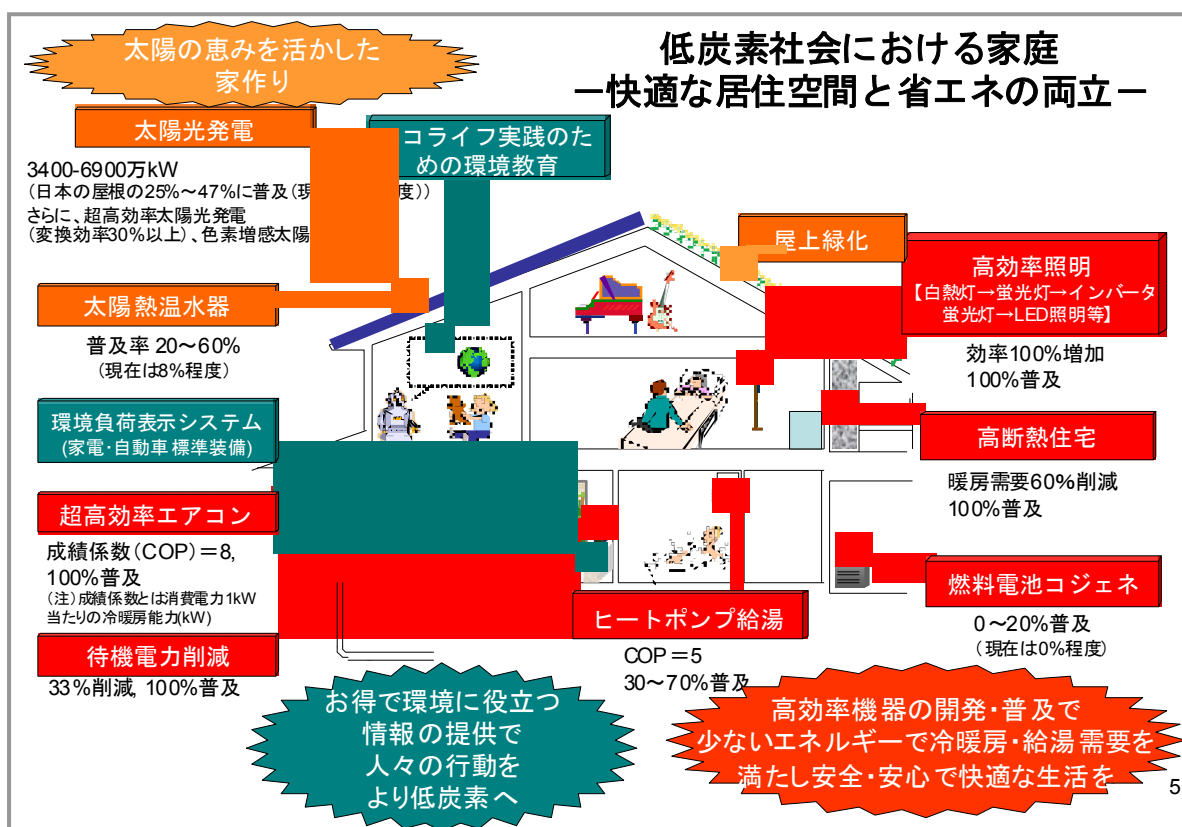 低炭素社会における家庭
－快適な居住空間と省エネの両立－
太陽の恵みを活かした
家作り
太陽光発電
3400-6900万kW
（日本の屋根の25%～47%に普及（現
度））
さらに、超高効率太陽光発電
（変換効率30%以上）、色素増感太陽
コライフ実践のた
めの環境教育
太陽熱温水器
普及率 20～60%
（現在は8%程度）
環境負荷表示システム
(家電・自動車標準装備)
超高効率エアコン
成績係数（COP）＝8,
100%普及
（注）成績係数とは消費電力1kW
当たりの冷暖房能力(kW)
待機電力削減
33%削減, 100%普及
屋上緑化
高効率照明
【白熱灯→蛍光灯→インバータ
蛍光灯→LED照明等】
効率100%増加
100%普及
高断熱住宅
暖房需要60%削減
100%普及
燃料電池コジェネ
0～20%普及
（現在は0%程度）
ヒートポンプ給湯
COP＝5
30～70%普及
お得で環境に役立つ
情報の提供で
人々の行動を
より低炭素へ
高効率機器の開発・普及で
少ないエネルギーで冷暖房・給湯需要を
満たし安全・安心で快適な生活を
5